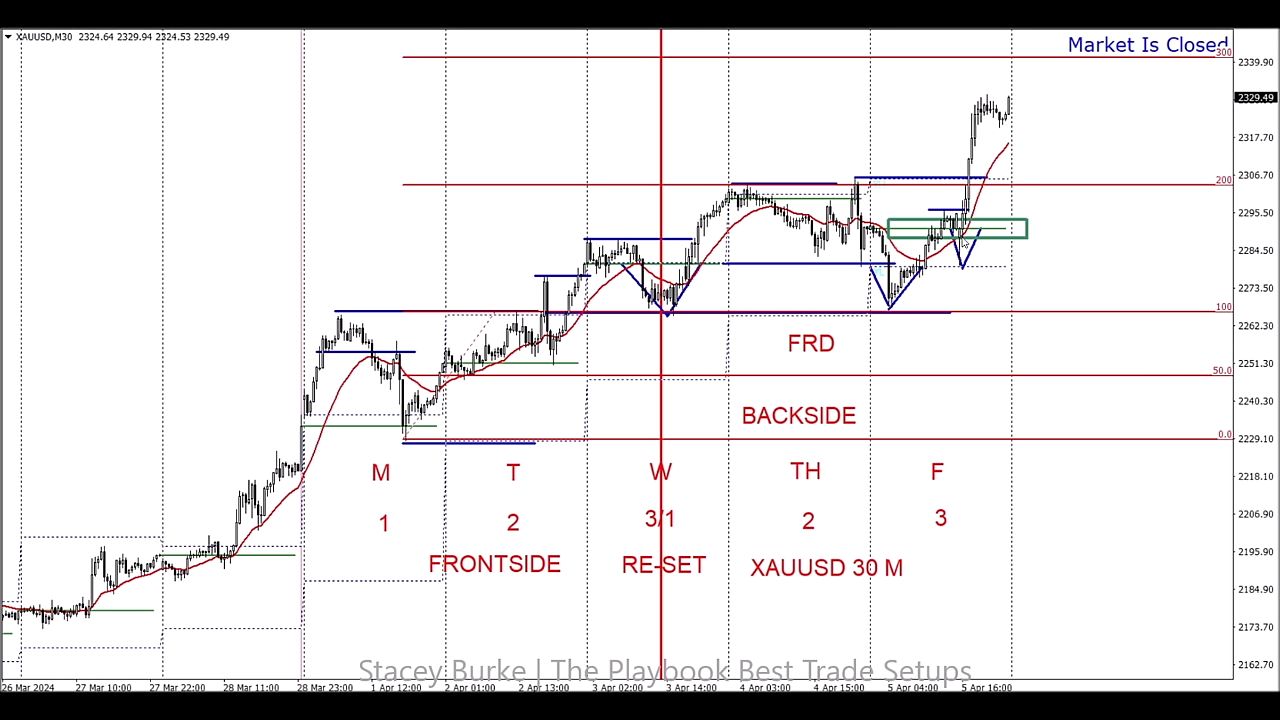 XAUUSD,M30 2324.64 2329.94 2324.53 2329.49
Market Is Closed
300
2339.90
2329.49
2317.70
200
2306.70
2295.50
2284.50
2273.50
100
2262.30
FRD
2251.30
50.0
2240.30
BACKSIDE
0.0
2229.10
M T W TH F
2218.10
1 2 3/1 2 3
2206.90
FRONTSIDE RE-SET XAUUSD 30 M
2195.90
2184.90
2173.70
2162.70
Stacey Burke | The Playbook Best Trade Setups
26 Mar 2024 27 Mar 10:00 27 Mar 22:00 28 Mar 11:00 28 Mar 23:00 1 Apr 12:00 2 Apr 01:00 2 Apr 13:00 3 Apr 02:00 3 Apr 14:00 4 Apr 03:00 4 Apr 15:00 5 Apr 04:00 5 Apr 16:00